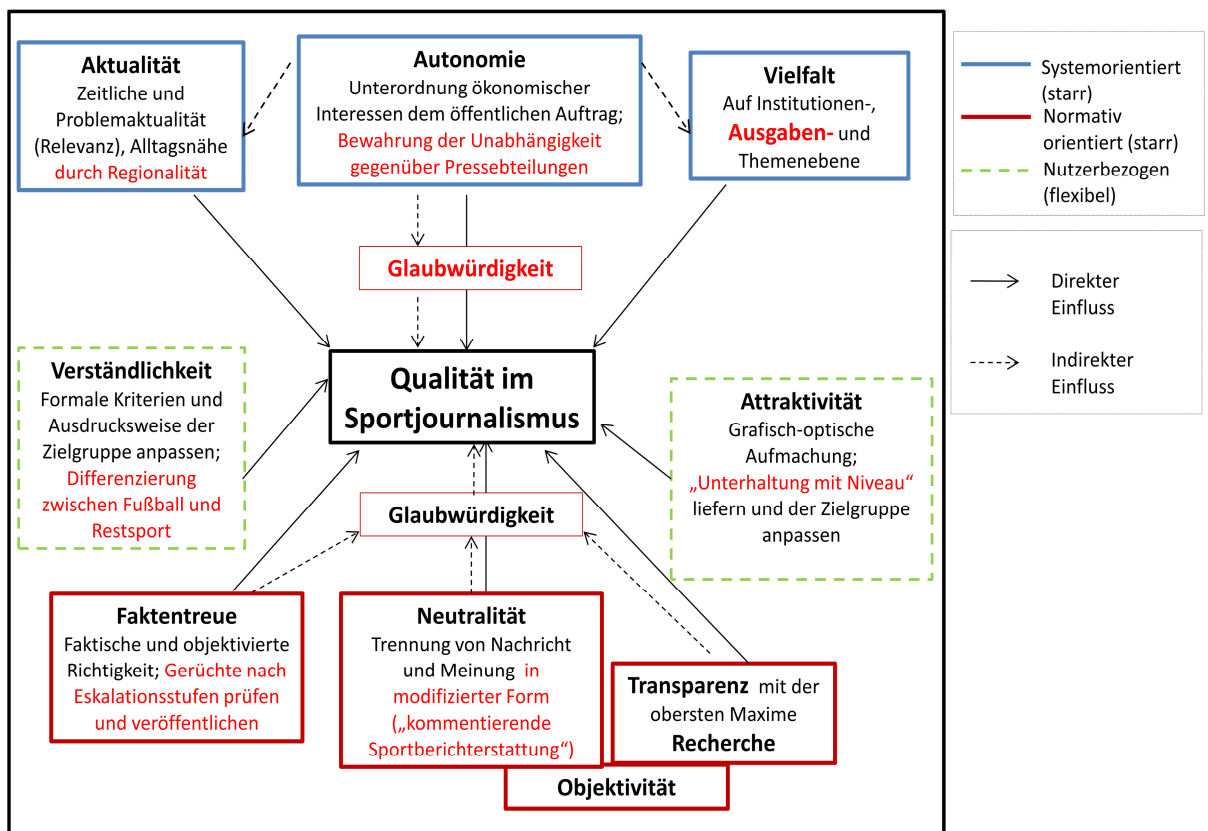 Aktualität
Zeitliche und
Problemaktualität
(Relevanz), Alltagsnähe
durch Regionalität
Autonomie
Unterordnung ökonomischer
Interessen dem öffentlichen Auftrag;
Bewahrung der Unabhängigkeit
gegenüber Pressebteilungen
Vielfalt
Auf Institutionen-,
Ausgaben- und
Themenebene
Systemorientiert
(starr)
Normativ
orientiert (starr)
Nutzerbezogen
(flexibel)
Glaubwürdigkeit
Direkter
Einfluss
Indirekter
Einfluss
Verständlichkeit
Formale Kriterien und
Ausdrucksweise der
Zielgruppe anpassen;
Differenzierung
zwischen Fußball und
Restsport
Qualität im
Sportjournalismus
Attraktivität
Grafisch-optische
Aufmachung;
„Unterhaltung mit Niveau“
liefern und der Zielgruppe
anpassen
Glaubwürdigkeit
Faktentreue
Faktische und objektivierte
Richtigkeit; Gerüchte nach
Eskalationsstufen prüfen
und veröffentlichen
Neutralität
Trennung von Nachricht
und Meinung in
modifizierter Form
(„kommentierende
Sportberichterstattung“)
Transparenz mit der
obersten Maxime
Recherche
Objektivität